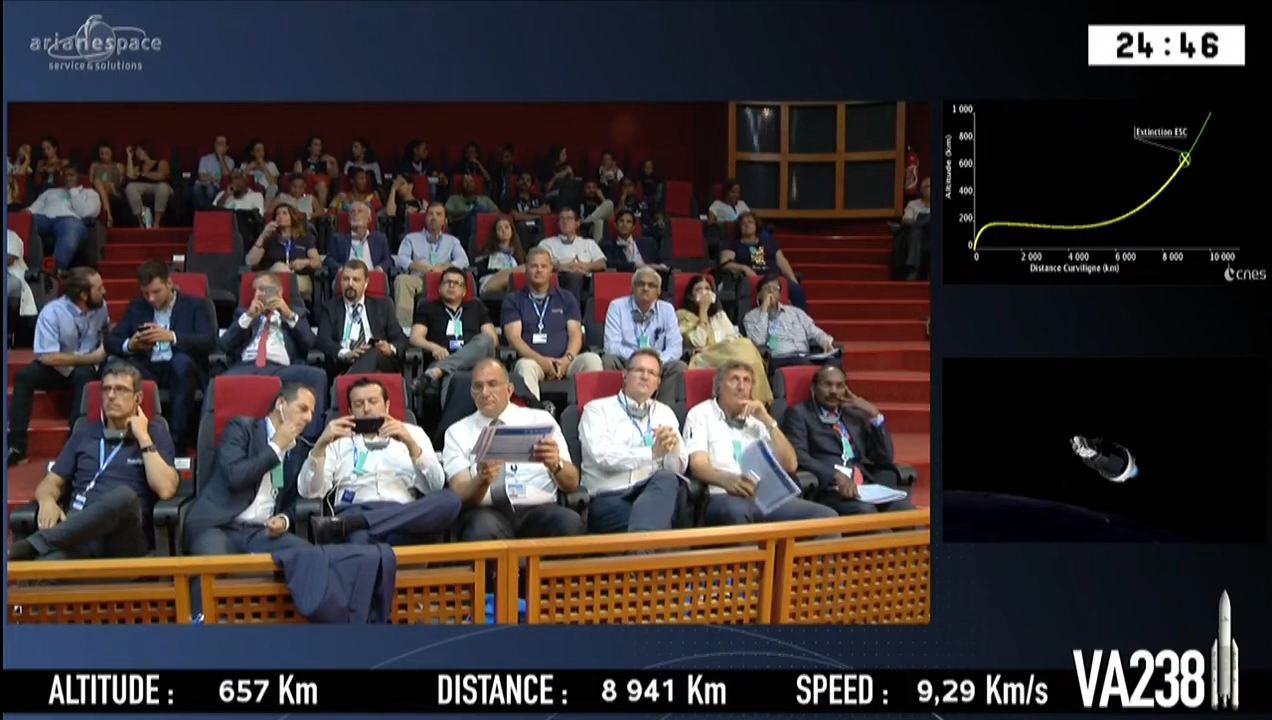 arianespace
service & solutions
24:46
1 000
800
600
400
200
0
Altitude (km)
Extinction ESC
0
2 000
4 000
6 000
8 000
10 000
Distance Curviligne (km)
cnes
VA238
ALTITUDE : 657 Km DISTANCE : 8 941 Km SPEED : 9,29 Km/s